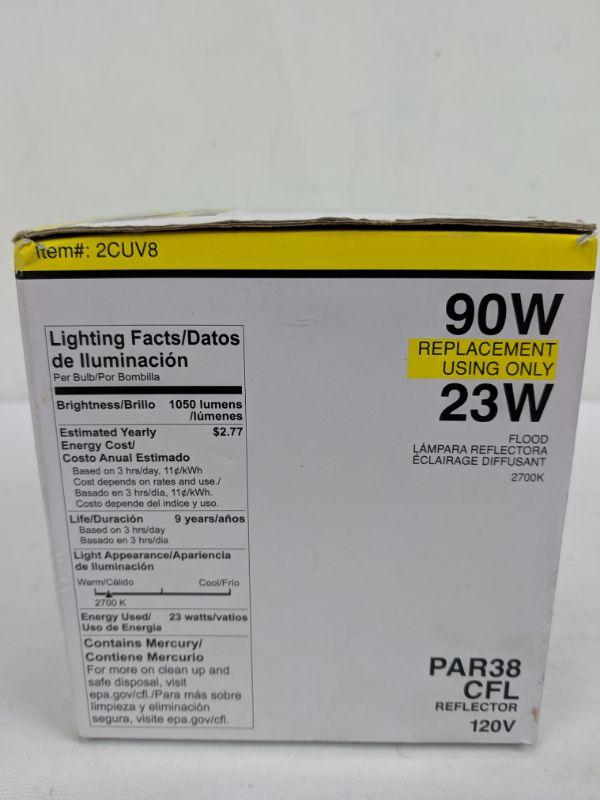 Item#: 2CUV8
Lighting Facts/Datos
de Iluminación
Per Bulb/Por Bombilla
Brightness/Brillo 1050 lumens
/lúmenes
Estimated Yearly $2.77
Energy Cost/
Costo Anual Estimado
Based on 3 hrs/day, 11¢/kWh
Cost depends on rates and use./
Basado en 3 hrs/dia, 11¢/kWh.
Costo depende del indice y uso.
Life/Duración 9 years/años
Based on 3 hrs/day
Basado en 3 hrs/dia
Light Appearance/Apariencia
de Iluminación
Warm/Cálido Cool/Frío
2700 K
Energy Used/ 23 watts/vatios
Uso de Energia
Contains Mercury/
Contiene Mercurio
For more on clean up and
safe disposal, visit
epa.gov/cfl./Para más sobre
limpieza y eliminación
segura, visite epa.gov/cfl.
90W
REPLACEMENT
USING ONLY
23W
FLOOD
LÁMPARA REFLECTORA
ÉCLAIRAGE DIFFUSANT
2700K
PAR38
CFL
REFLECTOR
120V